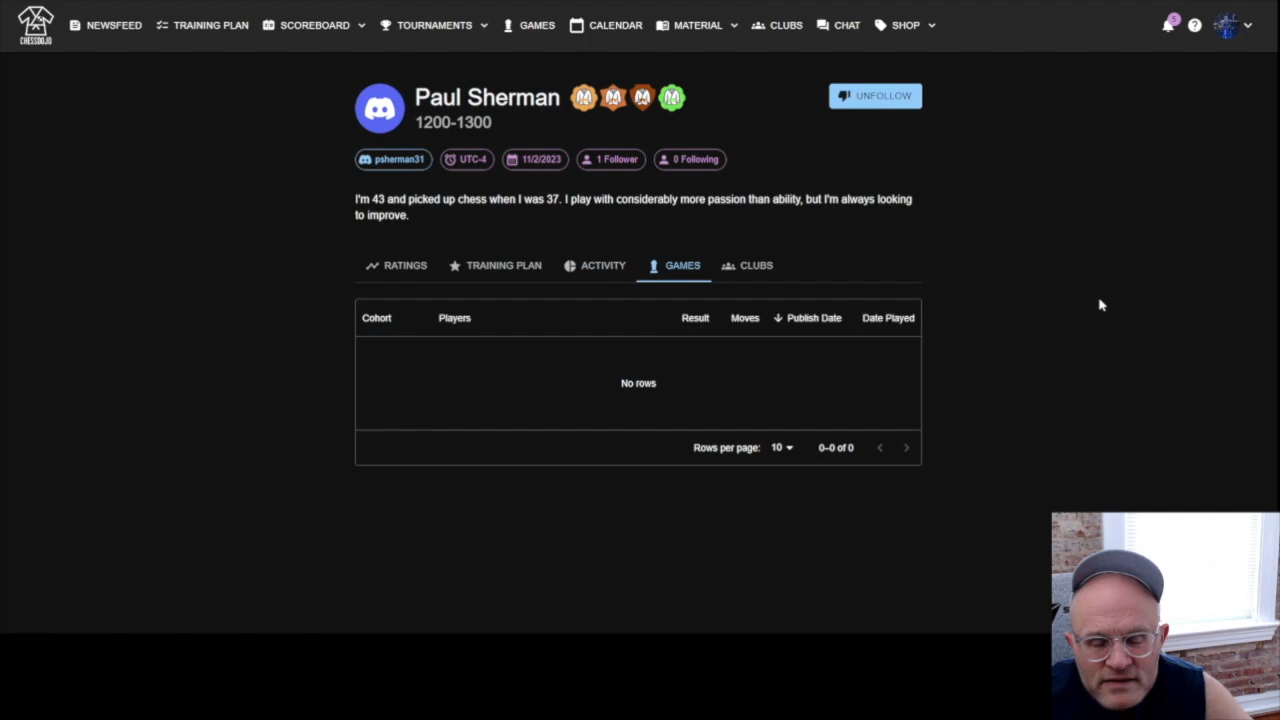 CHESSDOJO
NEWSFEED TRAINING PLAN SCOREBOARD TOURNAMENTS GAMES CALENDAR MATERIAL CLUBS CHAT SHOP 5
Paul Sherman
1200-1300
UNFOLLOW
psherman31 UTC-4 11/2/2023 1 Follower 0 Following
I'm 43 and picked up chess when I was 37. I play with considerably more passion than ability, but I'm always looking
to improve.
RATINGS TRAINING PLAN ACTIVITY GAMES CLUBS
Cohort Players Result Moves Publish Date Date Played
No rows
Rows per page: 10 0–0 of 0